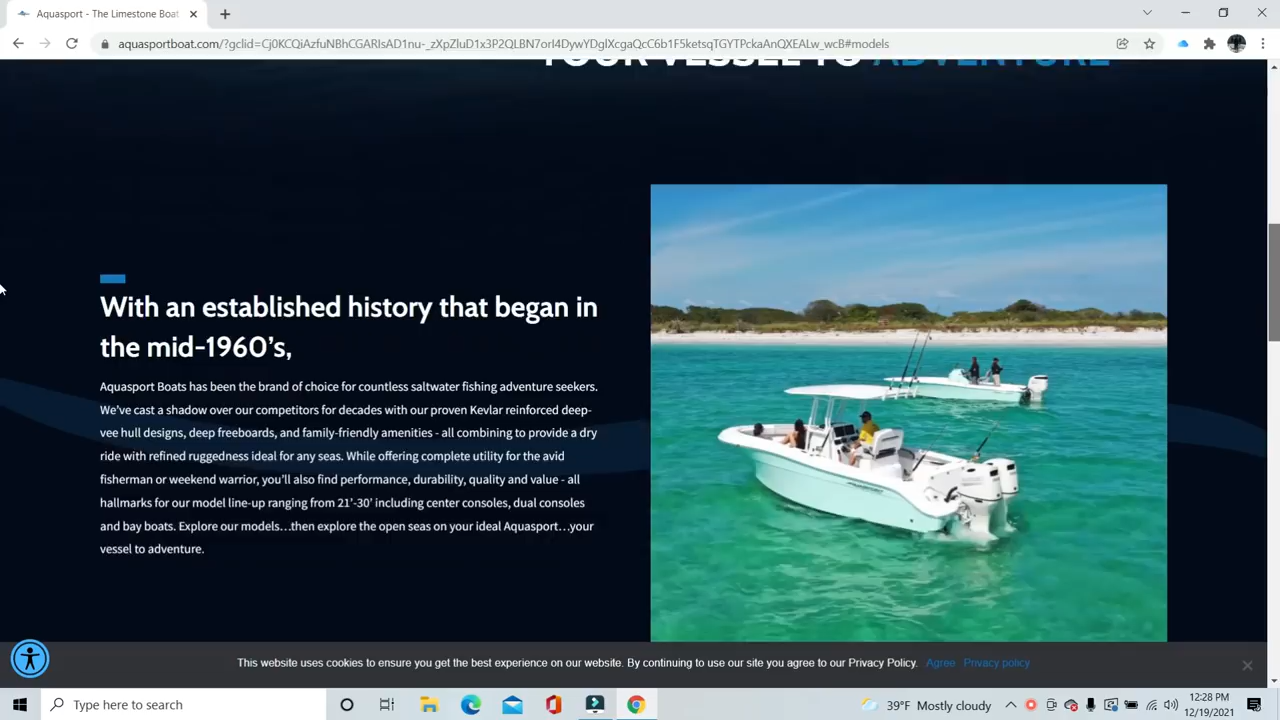 Aquasport - The Limestone Boat
aquasportboat.com/?gclid=Cj0KCQiAzfuNBhCGARIsAD1nu-_zXpZluD1x3P2QLBN7orI4DywYDglXcgaQcC6b1F5ketsqTGYTPckaAnQXEALw_wcB#models
YOUR VESSEL TO ADVENTURE
With an established history that began in
the mid-1960’s,
Aquasport Boats has been the brand of choice for countless saltwater fishing adventure seekers.
We've cast a shadow over our competitors for decades with our proven Kevlar reinforced deep-
vee hull designs, deep freeboards, and family-friendly amenities - all combining to provide a dry
ride with refined ruggedness ideal for any seas. While offering complete utility for the avid
fisherman or weekend warrior, you’ll also find performance, durability, quality and value - all
hallmarks for our model line-up ranging from 21’-30’ including center consoles, dual consoles
and bay boats. Explore our models…then explore the open seas on your ideal Aquasport…your
vessel to adventure.
This website uses cookies to ensure you get the best experience on our website. By continuing to use our site you agree to our Privacy Policy. Agree Privacy policy
Type here to search
39°F Mostly cloudy
12:28 PM
12/19/2021